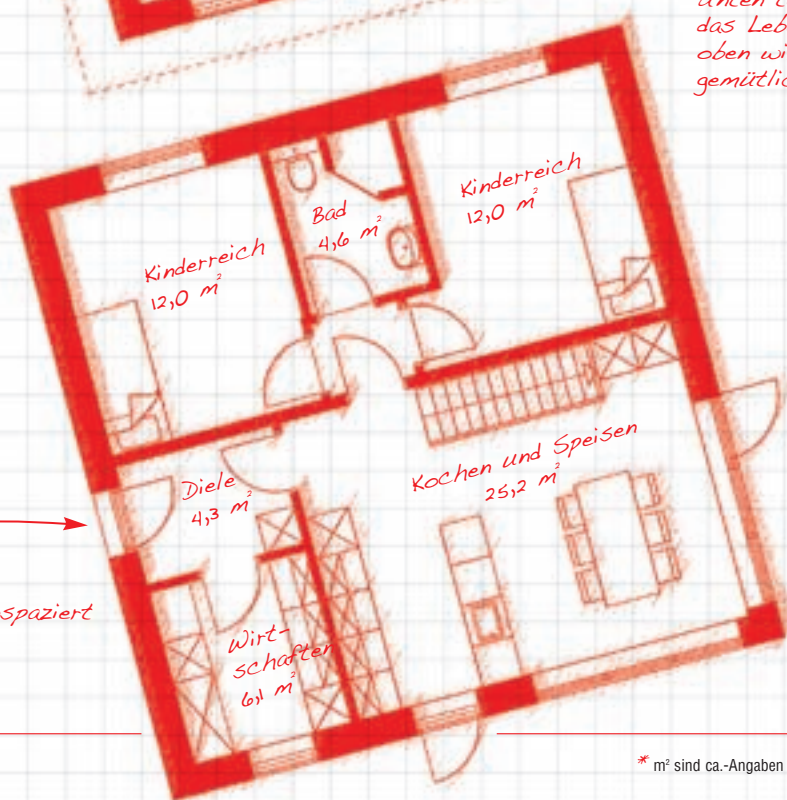 das Leb
oben wi
gemütlic
Kinderreich
12,0 m²
Bad
4,6 m²
Kinderreich
12,0 m²
Kochen und Speisen
25,2 m²
Diele
4,3 m²
spaziert
Wirt-
schaften
6,1 m²
* m² sind ca.-Angaben